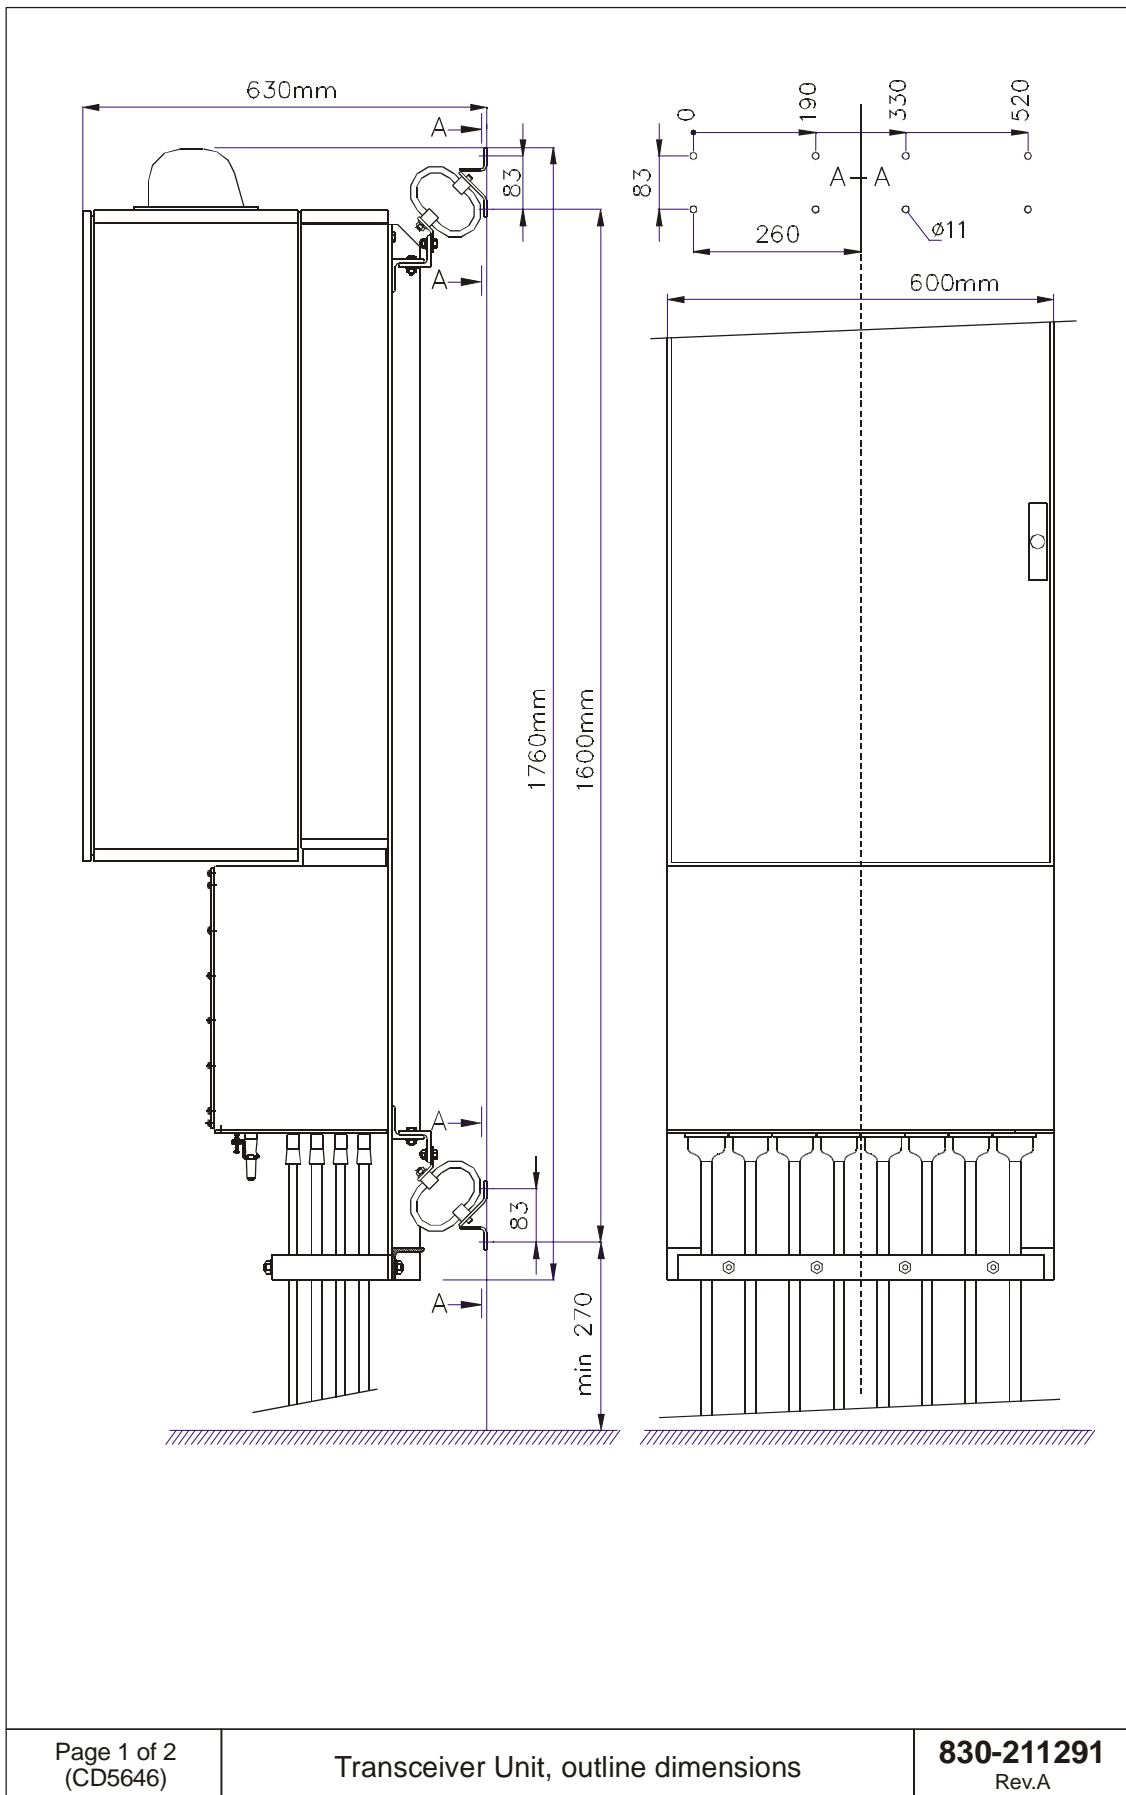 630mm
A
83
A
0
190
330
520
83
A A
ø11
260
600mm
1760mm
1600mm
A
83
A
min 270
Page 1 of 2
(CD5646)
Transceiver Unit, outline dimensions
830-211291
Rev.A